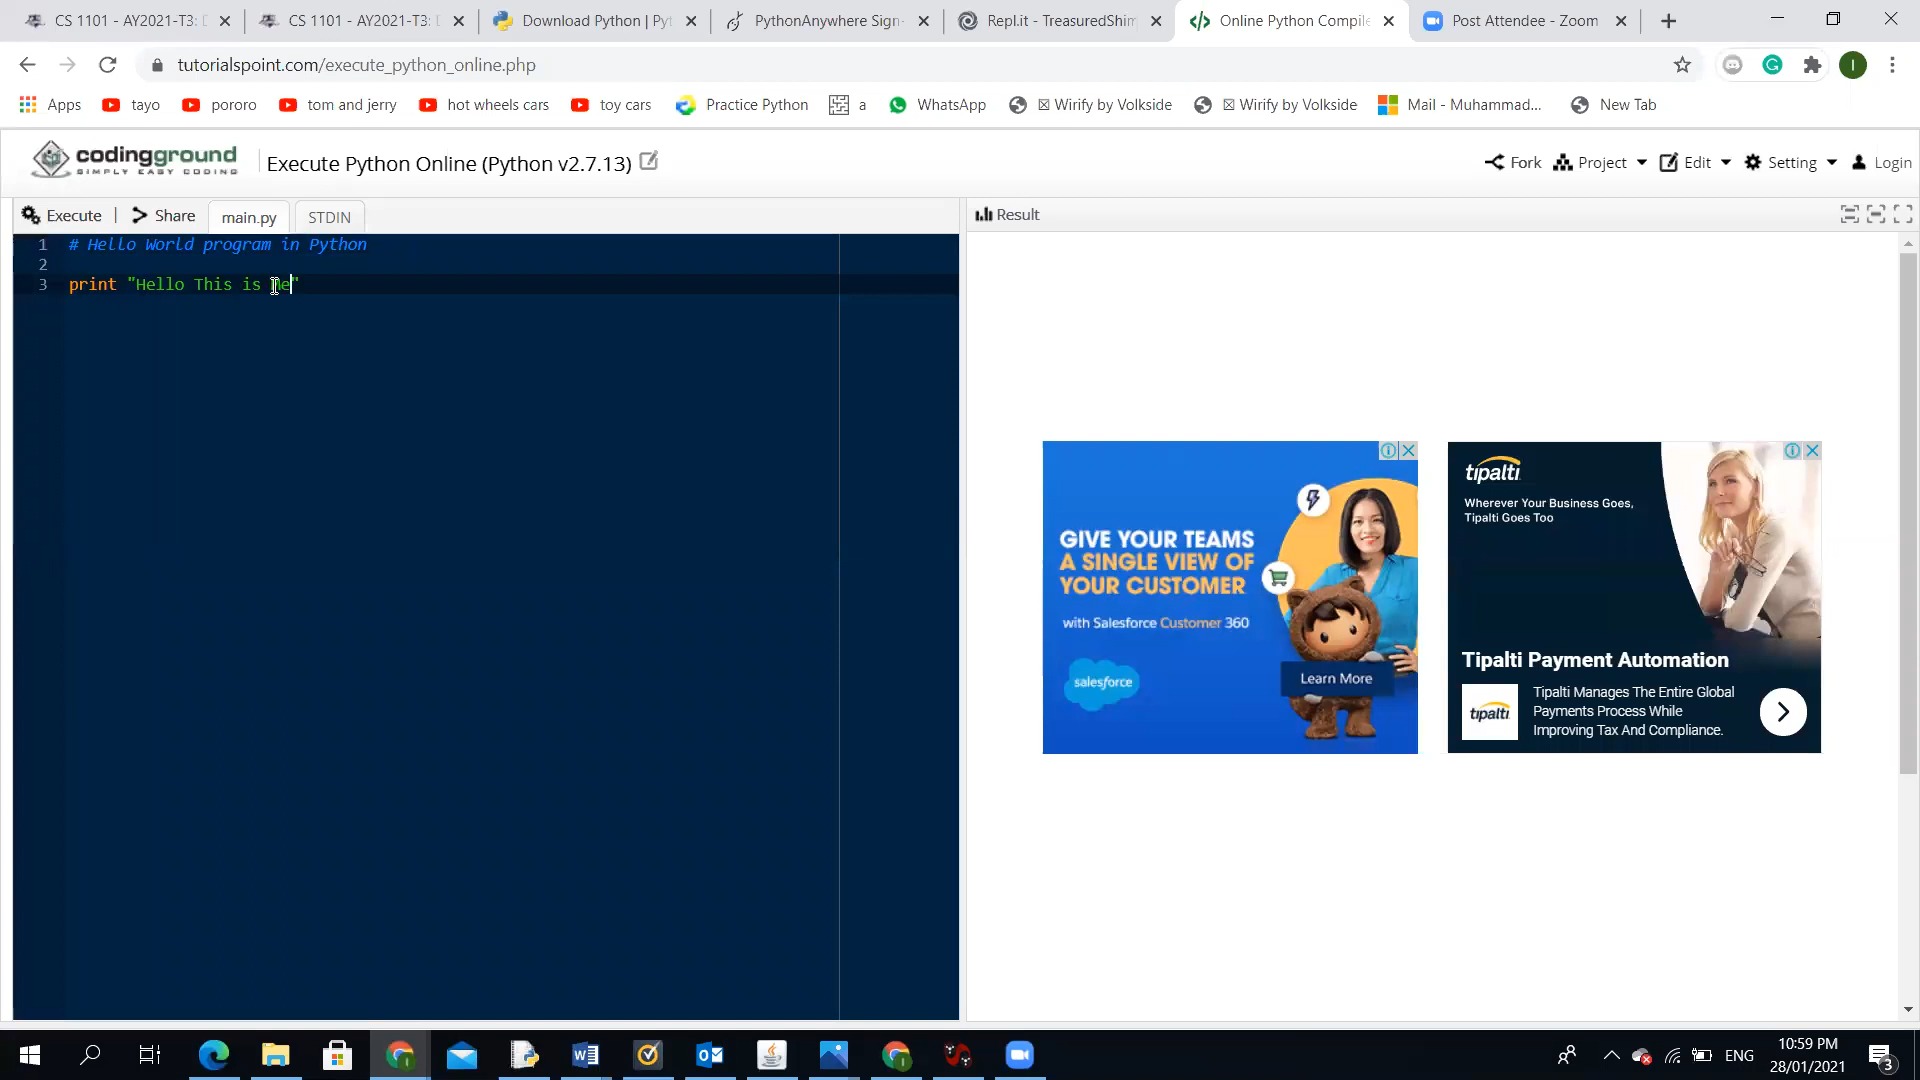 CS 1101 - AY2021-T3: D
CS 1101 - AY2021-T3: D
Download Python | Pyt
PythonAnywhere Sign-
Repl.it - TreasuredShim
Online Python Compile
Post Attendee - Zoom
tutorialspoint.com/execute_python_online.php
I
Apps
tayo
pororo
tom and jerry
hot wheels cars
toy cars
Practice Python
a
WhatsApp
☒ Wirify by Volkside
☒ Wirify by Volkside
Mail - Muhammad...
New Tab
codingground
SIMPLY EASY CODING
Execute Python Online (Python v2.7.13)
Fork
Project
Edit
Setting
Login
Execute
Share
main.py
STDIN
Result
1 # Hello World program in Python
2
3 print "Hello This is Me"
GIVE YOUR TEAMS
A SINGLE VIEW OF
YOUR CUSTOMER
with Salesforce Customer 360
salesforce
Learn More
tipalti
Wherever Your Business Goes,
Tipalti Goes Too
Tipalti Payment Automation
tipalti
Tipalti Manages The Entire Global
Payments Process While
Improving Tax And Compliance.
ENG
10:59 PM
28/01/2021
3